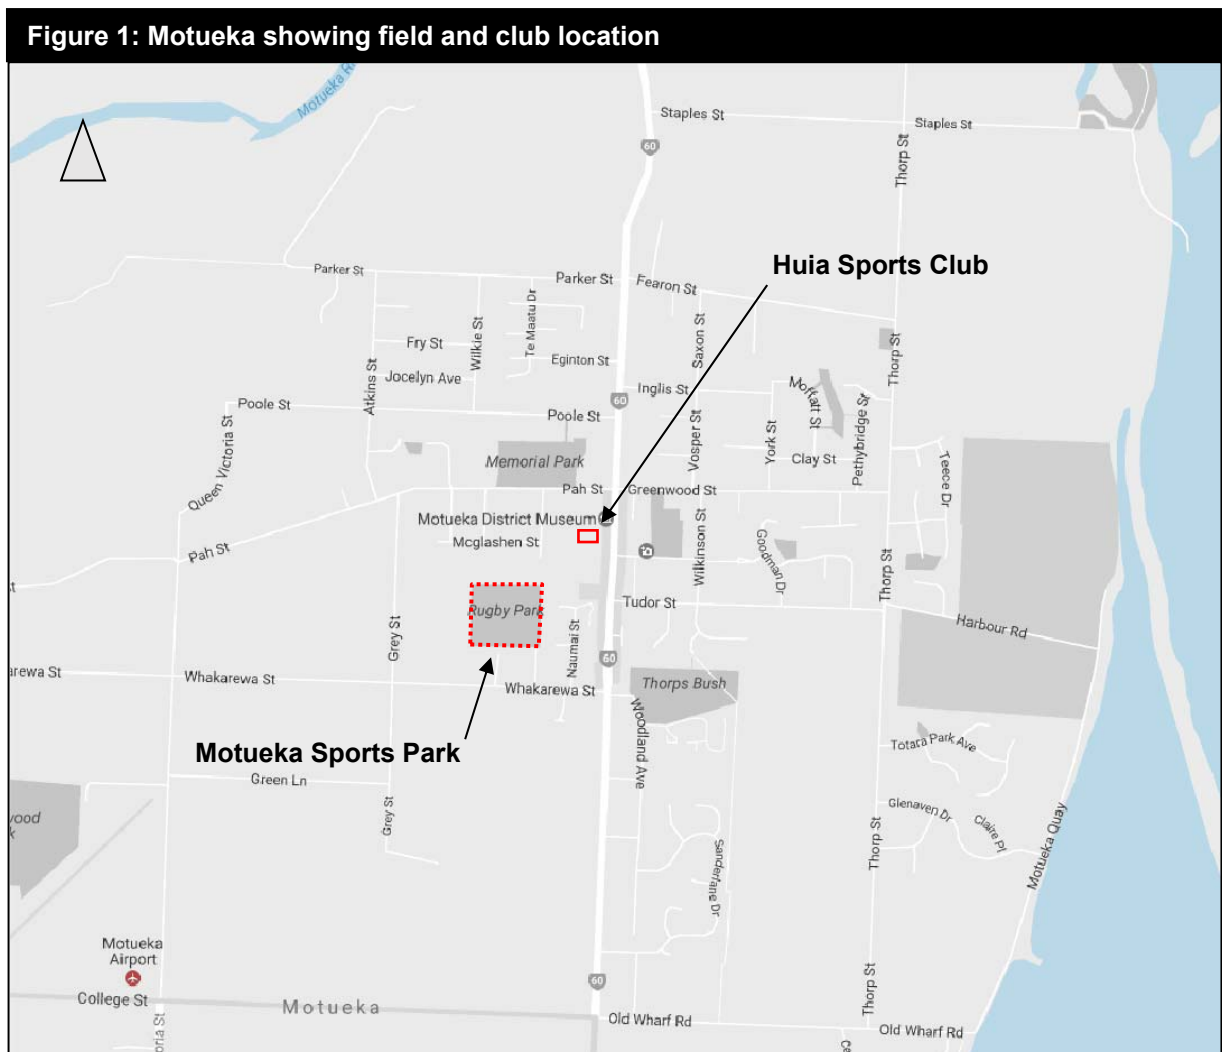 Figure 1: Motueka showing field and club location
Motueka R
Staples St
Staples St
60
Thorp St
Huia Sports Club
Parker St
Parker St
Fearon St
Te Maatu Dr
Wilkie St
Saxon St
Fry St
Eginton St
Thorp St
Jocelyn Ave
Atkins St
Inglis St
Moffatt St
60
Poole St
Poole St
Queen Victoria St
Vosper St
York St
Pethybridge St
Clay St
Memorial Park
Teece Dr
Pah St
Greenwood St
Motueka District Museum
Mcglashen St
Pah St
Wilkinson St
Goodman Dr
Thorp St
Rugby Park
Tudor St
Harbour Rd
Grey St
Naumai St
60
arewa St
Whakarewa St
Whakarewa St
Thorps Bush
Woodland Ave
Motueka Sports Park
Totara Park Ave
Green Ln
Grey St
Glenaven Dr
Claire Pl
Motueka Quay
wood
k
Thorp St
Sanderlane Dr
Motueka
Airport
College St
Motueka
60
Thorp St
Old Wharf Rd
Old Wharf Rd
oria St